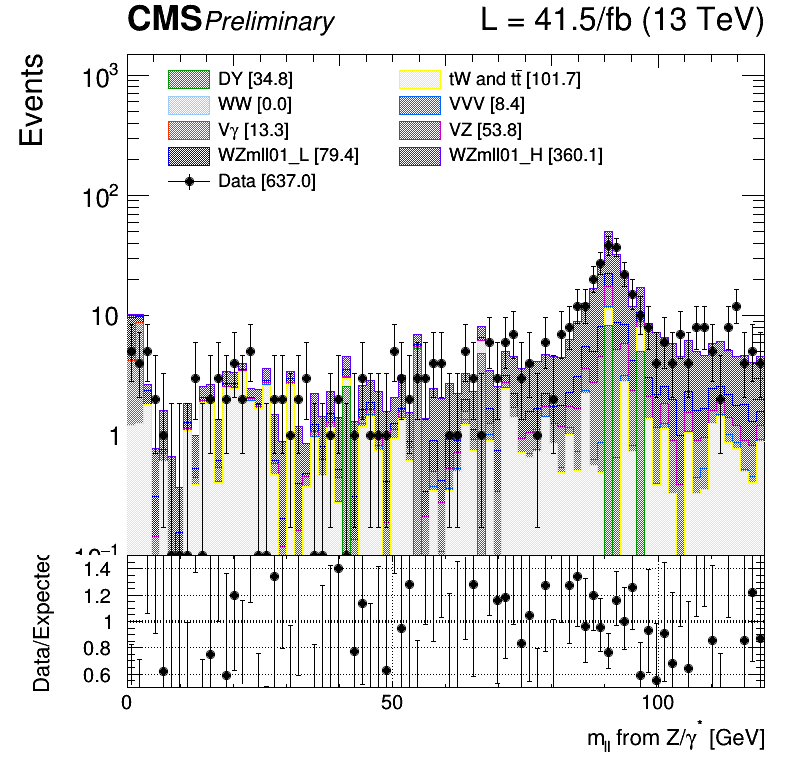 CMS Preliminary L = 41.5/fb (13 TeV)
Events
10³
10²
10
1
10⁻¹
DY [34.8]
tW and tt̄ [101.7]
WW [0.0]
VVV [8.4]
Vγ [13.3]
VZ [53.8]
WZmll01_L [79.4]
WZmll01_H [360.1]
Data [637.0]
Data/Expected
1.4
1.2
1
0.8
0.6
0 50 100
m_ll from Z/γ* [GeV]